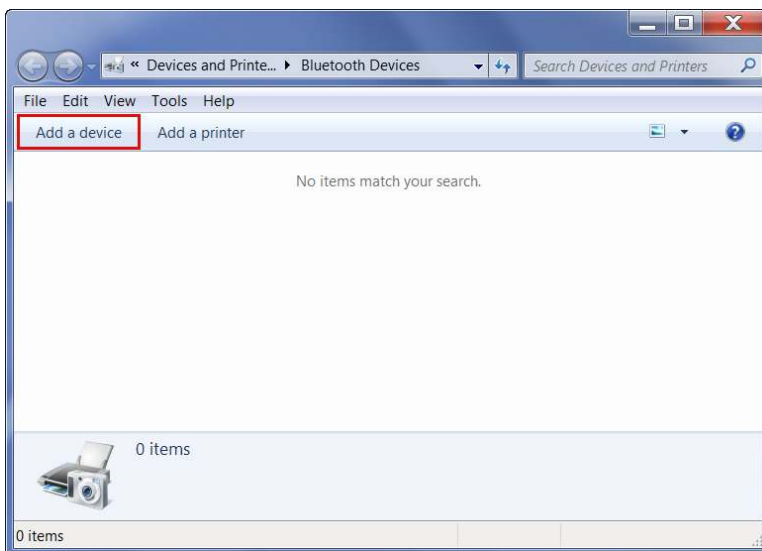 « Devices and Printe... Bluetooth Devices Search Devices and Printers
File Edit View Tools Help
Add a device Add a printer
No items match your search.
0 items
0 items